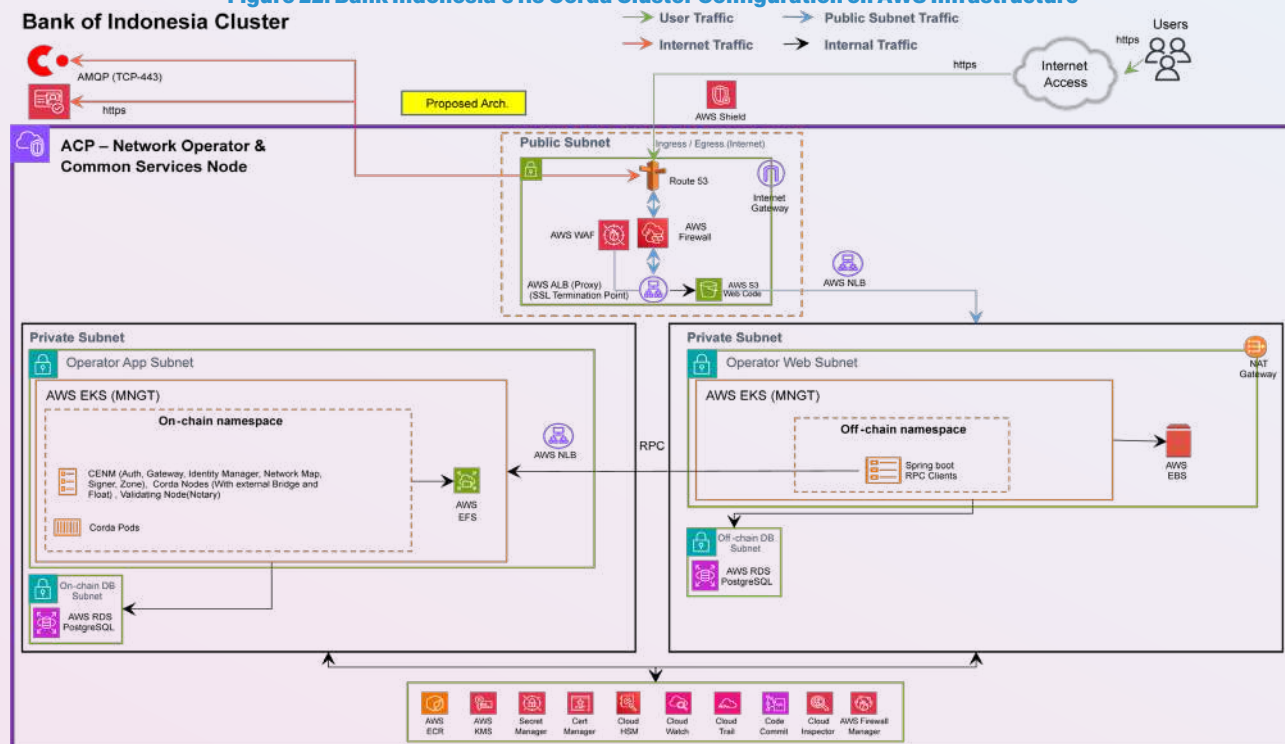 Bank of Indonesia Cluster
User Traffic
Public Subnet Traffic
Internet Traffic
Internal Traffic
Users
https
https
Internet
Access
AMQP (TCP-443)
https
Proposed Arch.
AWS Shield
ACP – Network Operator &
Common Services Node
Public Subnet
Ingress / Egress (Internet)
Route 53
Internet
Gateway
AWS WAF
AWS
Firewall
AWS ALB (Proxy)
(SSL Termination Point)
AWS S3
Web Code
AWS NLB
Private Subnet
Operator App Subnet
AWS EKS (MNGT)
On-chain namespace
CENM (Auth, Gateway, Identity Manager, Network Map,
Signer, Zone), Corda Nodes (With external Bridge and
Float) , Validating Node(Notary)
Corda Pods
AWS
EFS
AWS NLB
On-chain DB
Subnet
AWS RDS
PostgreSQL
RPC
Private Subnet
Operator Web Subnet
NAT
Gateway
AWS EKS (MNGT)
Off-chain namespace
Spring boot
RPC Clients
AWS
EBS
Off-chain DB
Subnet
AWS RDS
PostgreSQL
AWS
ECR
AWS
KMS
Secret
Manager
Cert
Manager
Cloud
HSM
Cloud
Watch
Cloud
Trail
Code
Commit
Cloud
Inspector
AWS Firewall
Manager